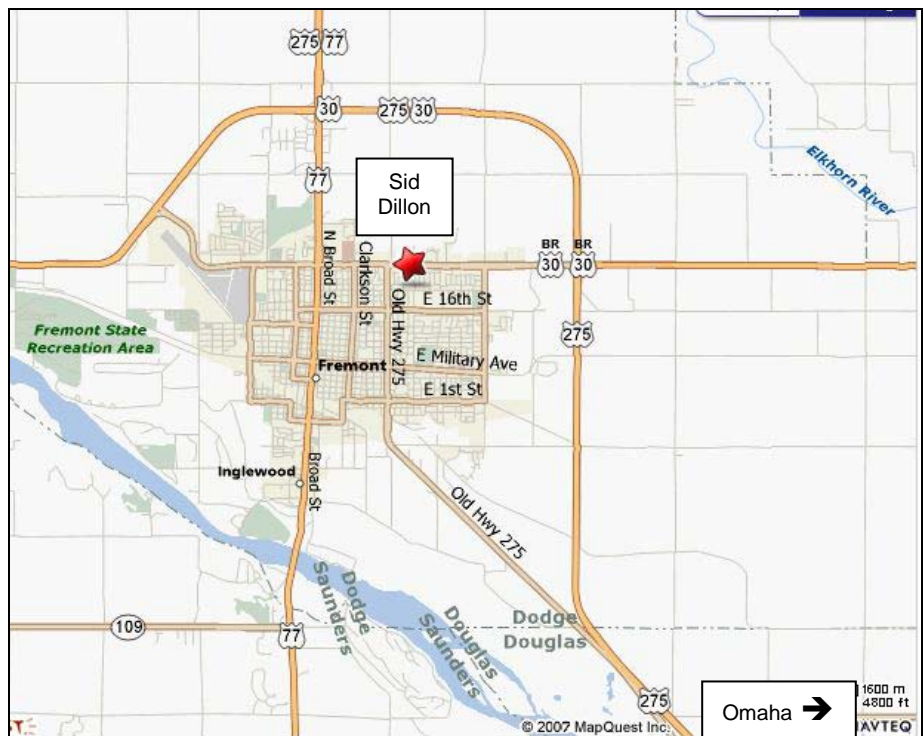 275 77
30
275 30
77
Sid
Dillon
Elkhorn River
N Broad St
Clarkson St
BR
BR
30
30
E 16th St
Old Hwy 275
275
Fremont State
Recreation Area
E Military Ave
Fremont
E 1st St
Inglewood
Broad St
Old Hwy 275
Dodge
Saunders
Douglas
Saunders
Dodge
Douglas
109
77
275
Omaha ➔
1600 m
4800 ft
© 2007 MapQuest Inc.
AVTEQ